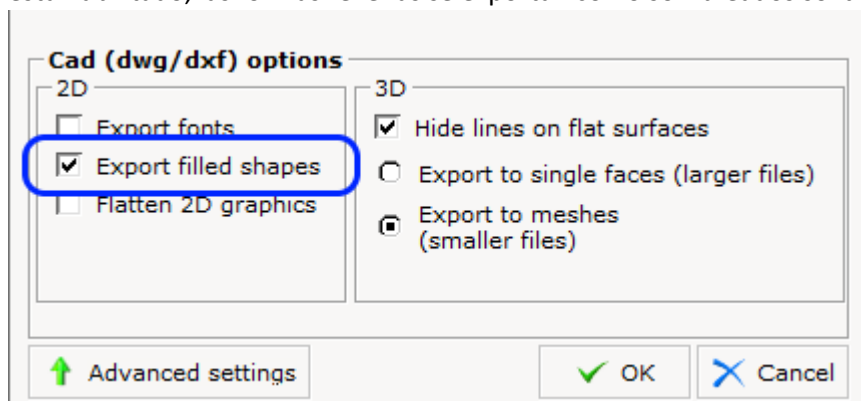 Cad (dwg/dxf) options
2D
Export fonts
Export filled shapes
Flatten 2D graphics
3D
Hide lines on flat surfaces
Export to single faces (larger files)
Export to meshes
(smaller files)
Advanced settings
OK
Cancel